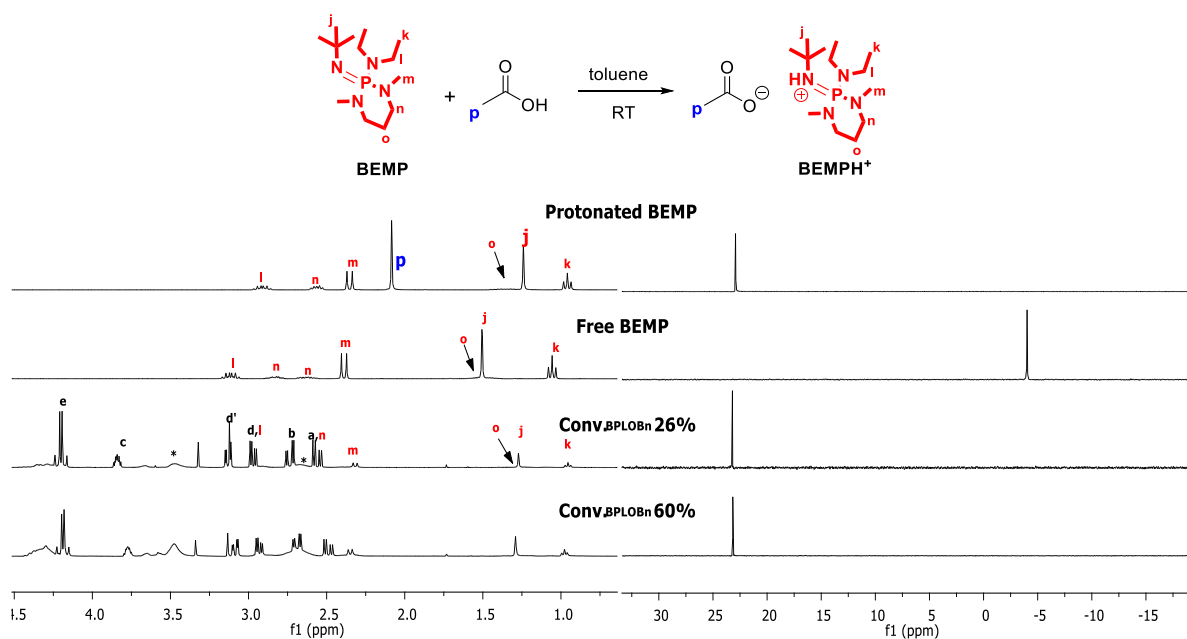 j
k
N
N
l
P
m
N
N
n
o
BEMP
+
O
OH
p
toluene
RT
O
O
⊖
p
j
k
HN
⊕
N
l
P
m
N
N
n
o
BEMPH+
Protonated BEMP
l n m p o j k
Free BEMP
l n n m o j k
Conv.BPLOBn 26%
e c * d' d,l b * a,n m o j k
Conv.BPLOBn 60%
4.5 4.0 3.5 3.0 2.5 2.0 1.5 1.0
f1 (ppm)
30 25 20 15 10 5 0 -5 -10 -15
f1 (ppm)